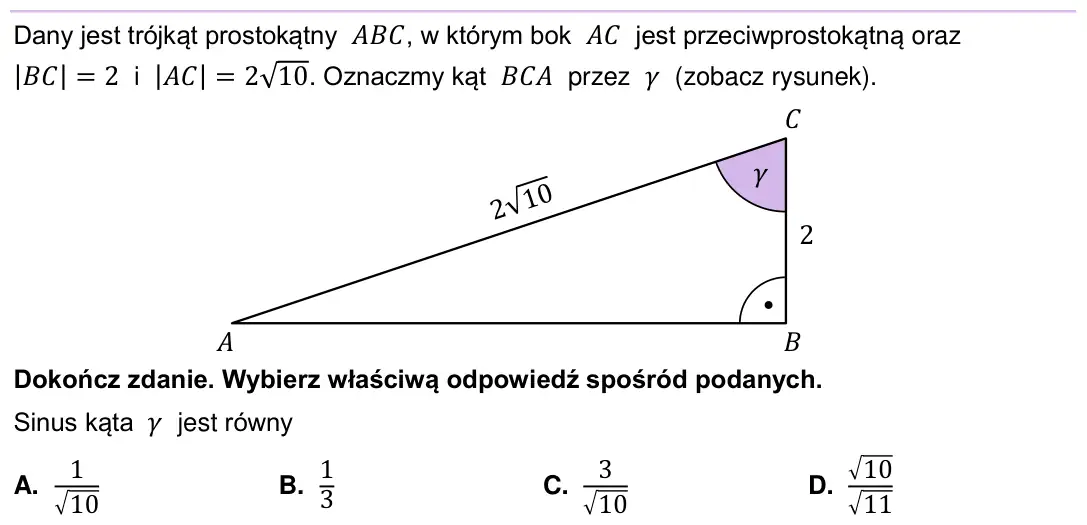 Dany jest trójkąt prostokątny ABC, w którym bok AC jest przeciwprostokątną oraz
|BC| = 2 i |AC| = 2√10. Oznaczmy kąt BCA przez γ (zobacz rysunek).
C
γ
2√10
2
A
B
Dokończ zdanie. Wybierz właściwą odpowiedź spośród podanych.
Sinus kąta γ jest równy
A. 1/√10 B. 1/3 C. 3/√10 D. √10/√11